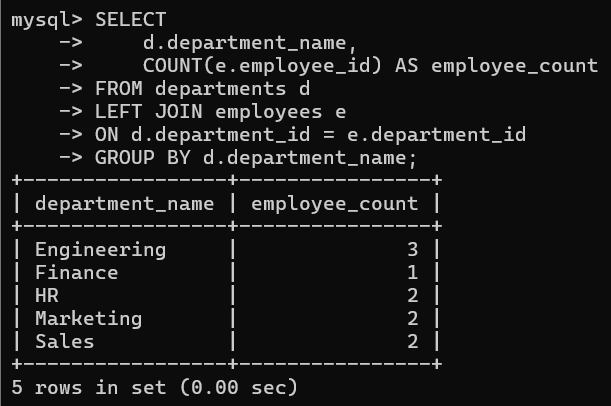 mysql> SELECT
    ->     d.department_name,
    ->     COUNT(e.employee_id) AS employee_count
    -> FROM departments d
    -> LEFT JOIN employees e
    -> ON d.department_id = e.department_id
    -> GROUP BY d.department_name;
+-----------------+----------------+
| department_name | employee_count |
+-----------------+----------------+
| Engineering     |              3 |
| Finance         |              1 |
| HR              |              2 |
| Marketing       |              2 |
| Sales           |              2 |
+-----------------+----------------+
5 rows in set (0.00 sec)